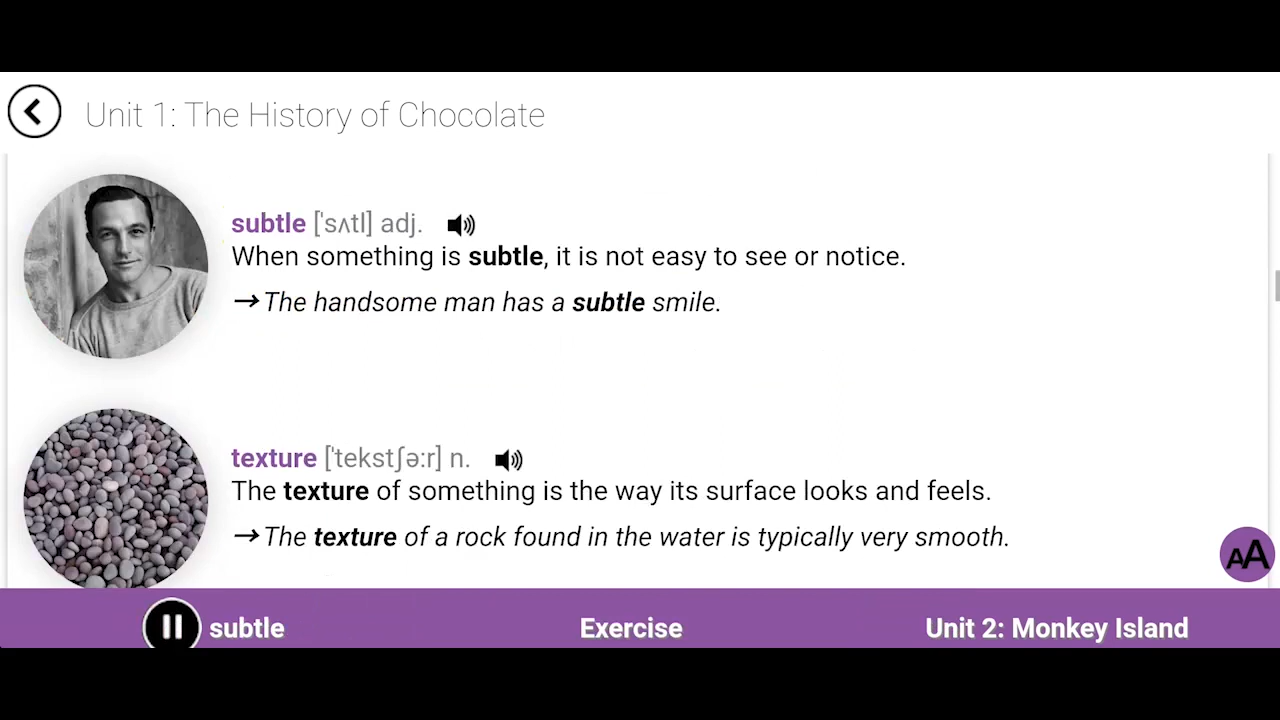 Unit 1: The History of Chocolate
subtle ['sʌtl] adj.
When something is subtle, it is not easy to see or notice.
→ The handsome man has a subtle smile.
texture ['tekstʃə:r] n.
The texture of something is the way its surface looks and feels.
→ The texture of a rock found in the water is typically very smooth.
AA
subtle
Exercise
Unit 2: Monkey Island